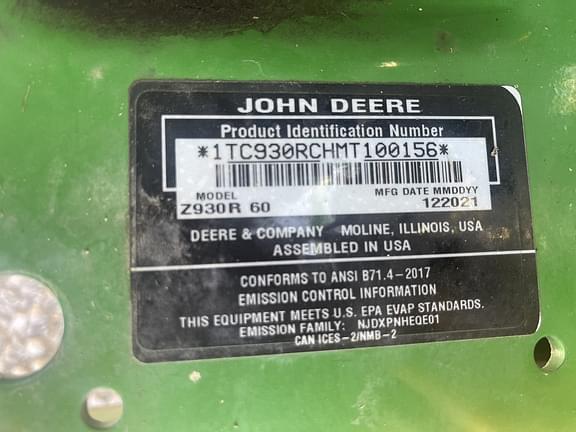 JOHN DEERE
Product Identification Number
*1TC930RCHMT100156*
MODEL MFG DATE MMDDYY
Z930R 60 122021
DEERE & COMPANY MOLINE, ILLINOIS, USA
ASSEMBLED IN USA
CONFORMS TO ANSI B71.4-2017
EMISSION CONTROL INFORMATION
THIS EQUIPMENT MEETS U.S. EPA EVAP STANDARDS.
EMISSION FAMILY: NJDXPNHEQE01
CAN ICES-2/NMB-2